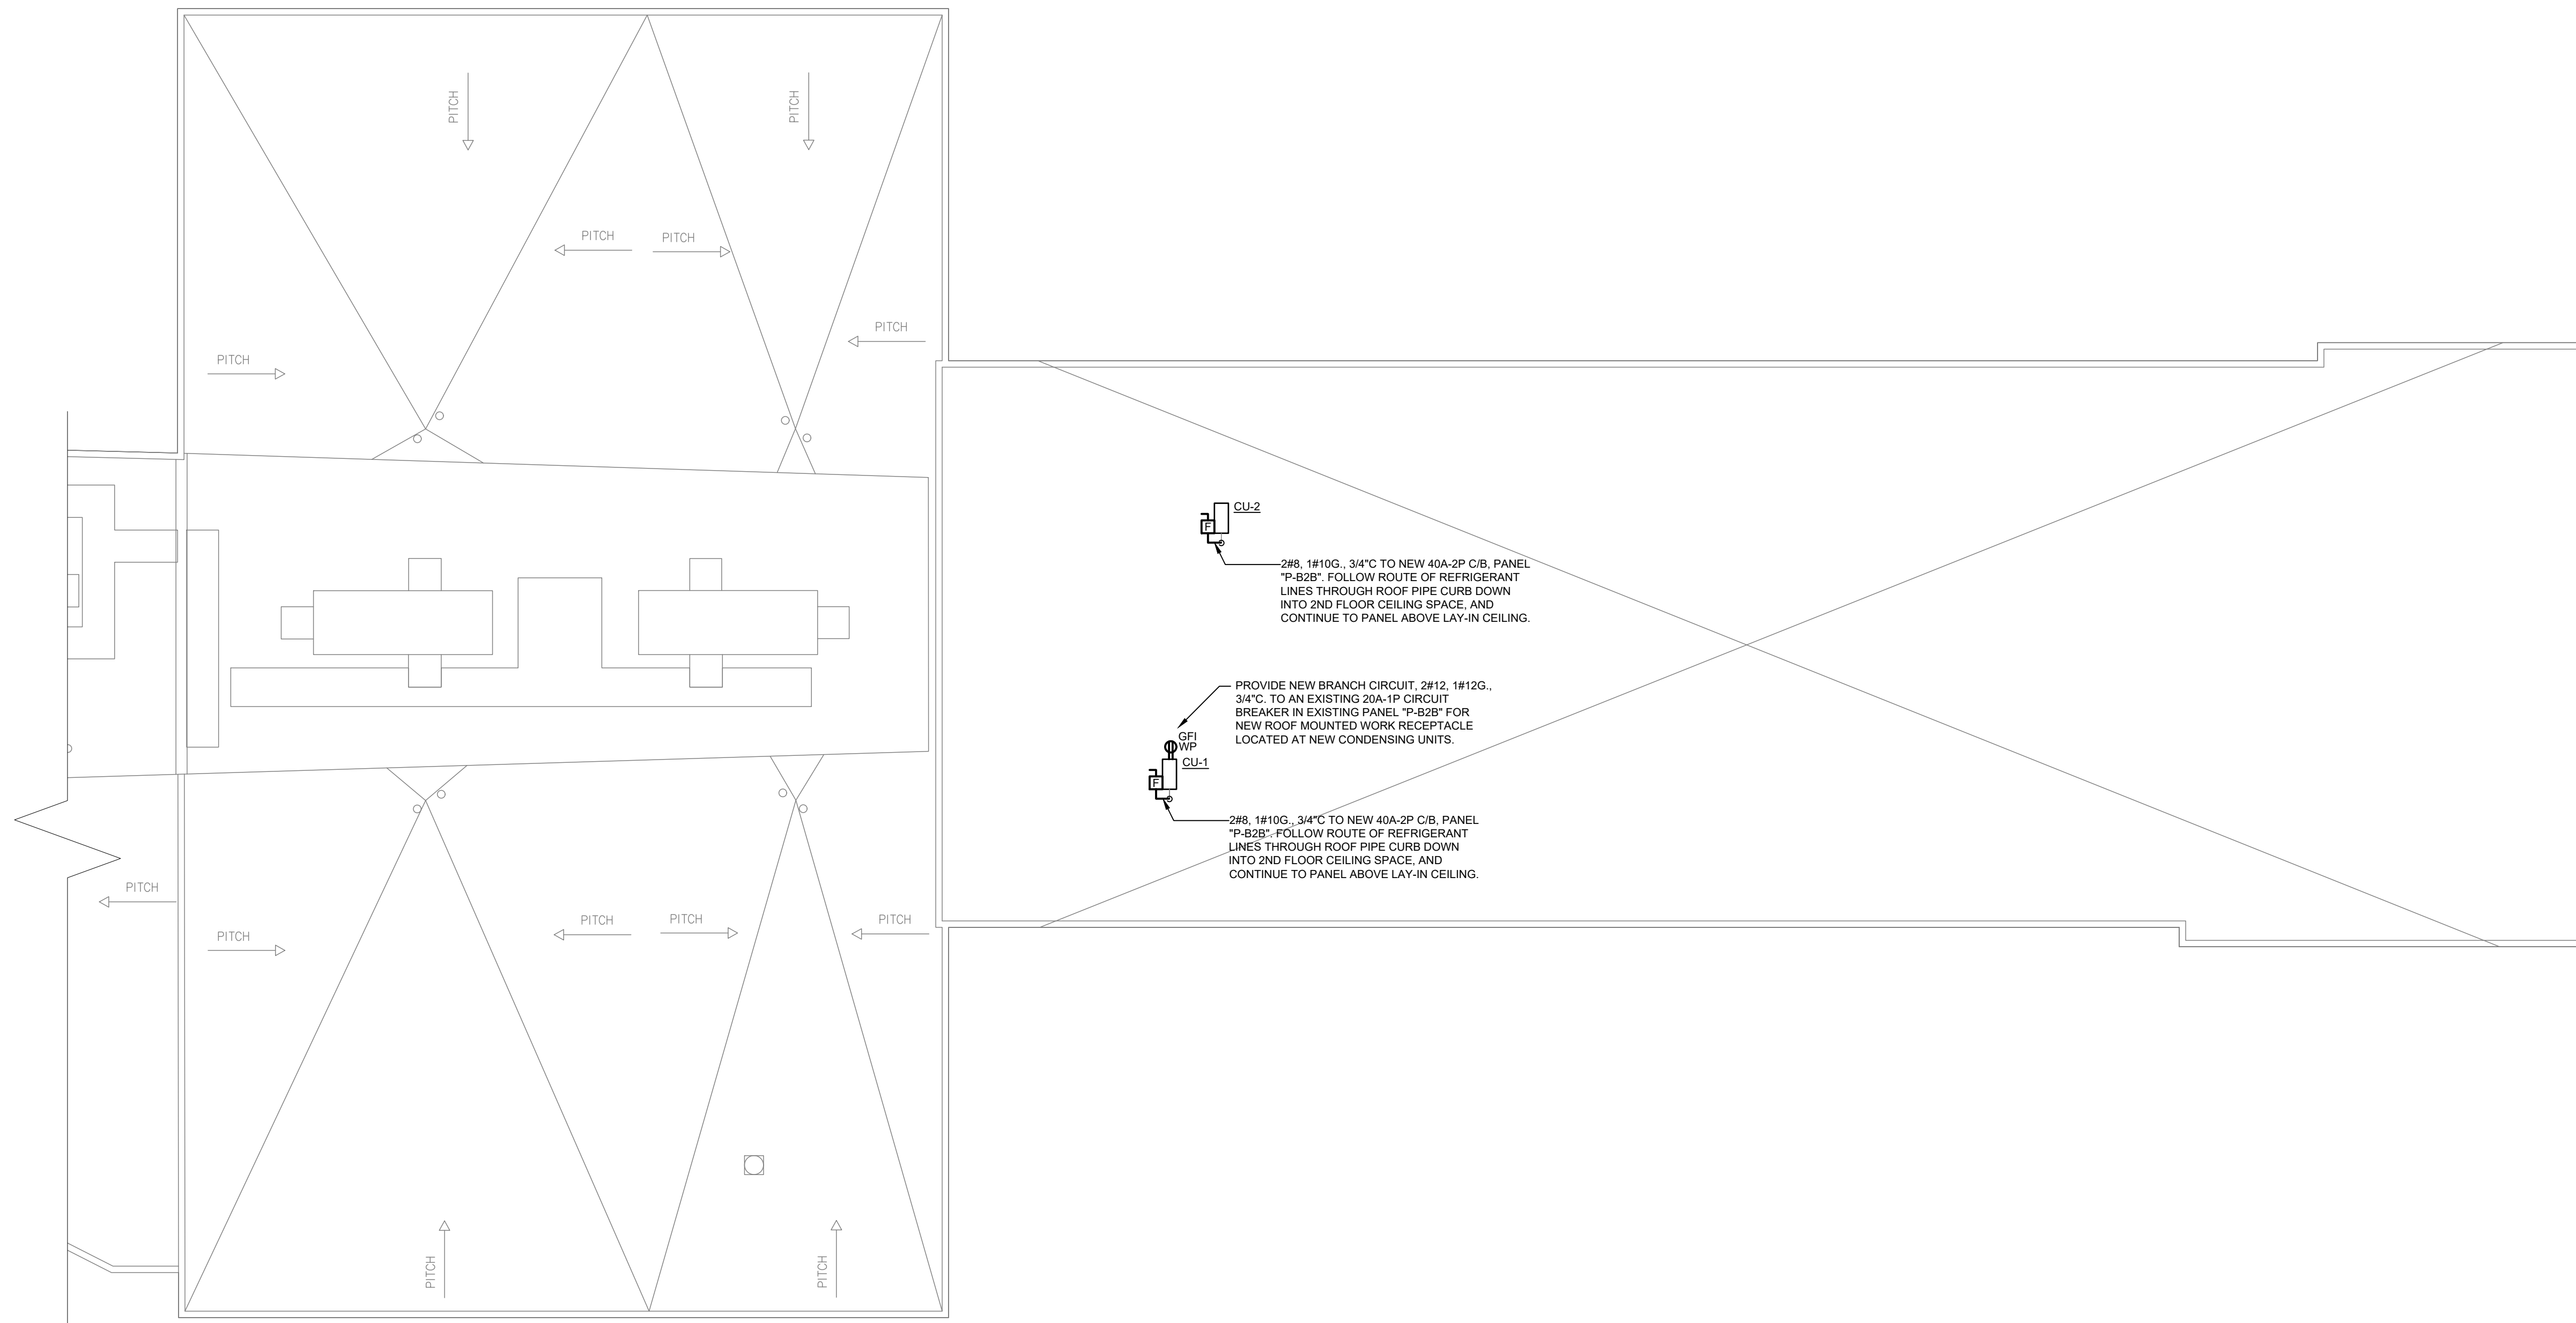 PITCH
PITCH
PITCH
PITCH
PITCH
PITCH
CU-2
F
2#8, 1#10G., 3/4"C TO NEW 40A-2P C/B, PANEL
"P-B2B". FOLLOW ROUTE OF REFRIGERANT
LINES THROUGH ROOF PIPE CURB DOWN
INTO 2ND FLOOR CEILING SPACE, AND
CONTINUE TO PANEL ABOVE LAY-IN CEILING.
PROVIDE NEW BRANCH CIRCUIT, 2#12, 1#12G.,
3/4"C. TO AN EXISTING 20A-1P CIRCUIT
BREAKER IN EXISTING PANEL "P-B2B" FOR
NEW ROOF MOUNTED WORK RECEPTACLE
LOCATED AT NEW CONDENSING UNITS.
GFI
WP
CU-1
F
2#8, 1#10G., 3/4"C TO NEW 40A-2P C/B, PANEL
"P-B2B". FOLLOW ROUTE OF REFRIGERANT
LINES THROUGH ROOF PIPE CURB DOWN
INTO 2ND FLOOR CEILING SPACE, AND
CONTINUE TO PANEL ABOVE LAY-IN CEILING.
PITCH
PITCH
PITCH
PITCH
PITCH
PITCH
PITCH